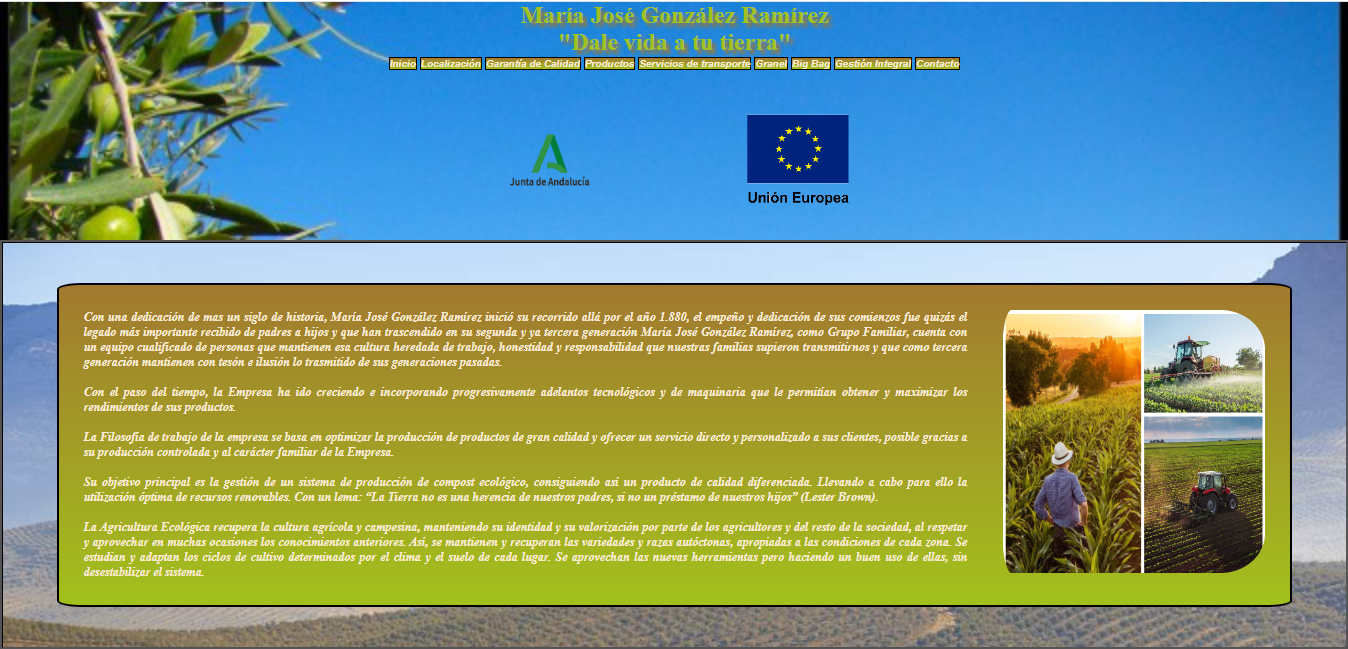 María José González Ramírez
"Dale vida a tu tierra"
Inicio Localización Garantía de Calidad Productos Servicios de transporte Granel Big Bag Gestión Integral Contacto
Junta de Andalucía
Unión Europea
Con una dedicación de mas un siglo de historia, María José González Ramírez inició su recorrido allá por el año 1.880, el empeño y dedicación de sus comienzos fue quizás el
legado más importante recibido de padres a hijos y que han trascendido en su segunda y ya tercera generación María José González Ramírez, como Grupo Familiar, cuenta con
un equipo cualificado de personas que mantienen esa cultura heredada de trabajo, honestidad y responsabilidad que nuestras familias supieron transmitirnos y que como tercera
generación mantienen con tesón e ilusión lo trasmitido de sus generaciones pasadas.
Con el paso del tiempo, la Empresa ha ido creciendo e incorporando progresivamente adelantos tecnológicos y de maquinaria que le permitían obtener y maximizar los
rendimientos de sus productos.
La Filosofía de trabajo de la empresa se basa en optimizar la producción de productos de gran calidad y ofrecer un servicio directo y personalizado a sus clientes, posible gracias a
su producción controlada y al carácter familiar de la Empresa.
Su objetivo principal es la gestión de un sistema de producción de compost ecológico, consiguiendo así un producto de calidad diferenciada. Llevando a cabo para ello la
utilización óptima de recursos renovables. Con un lema: “La Tierra no es una herencia de nuestros padres, si no un préstamo de nuestros hijos” (Lester Brown).
La Agricultura Ecológica recupera la cultura agrícola y campesina, manteniendo su identidad y su valorización por parte de los agricultores y del resto de la sociedad, al respetar
y aprovechar en muchas ocasiones los conocimientos anteriores. Así, se mantienen y recuperan las variedades y razas autóctonas, apropiadas a las condiciones de cada zona. Se
estudian y adaptan los ciclos de cultivo determinados por el clima y el suelo de cada lugar. Se aprovechan las nuevas herramientas pero haciendo un buen uso de ellas, sin
desestabilizar el sistema.